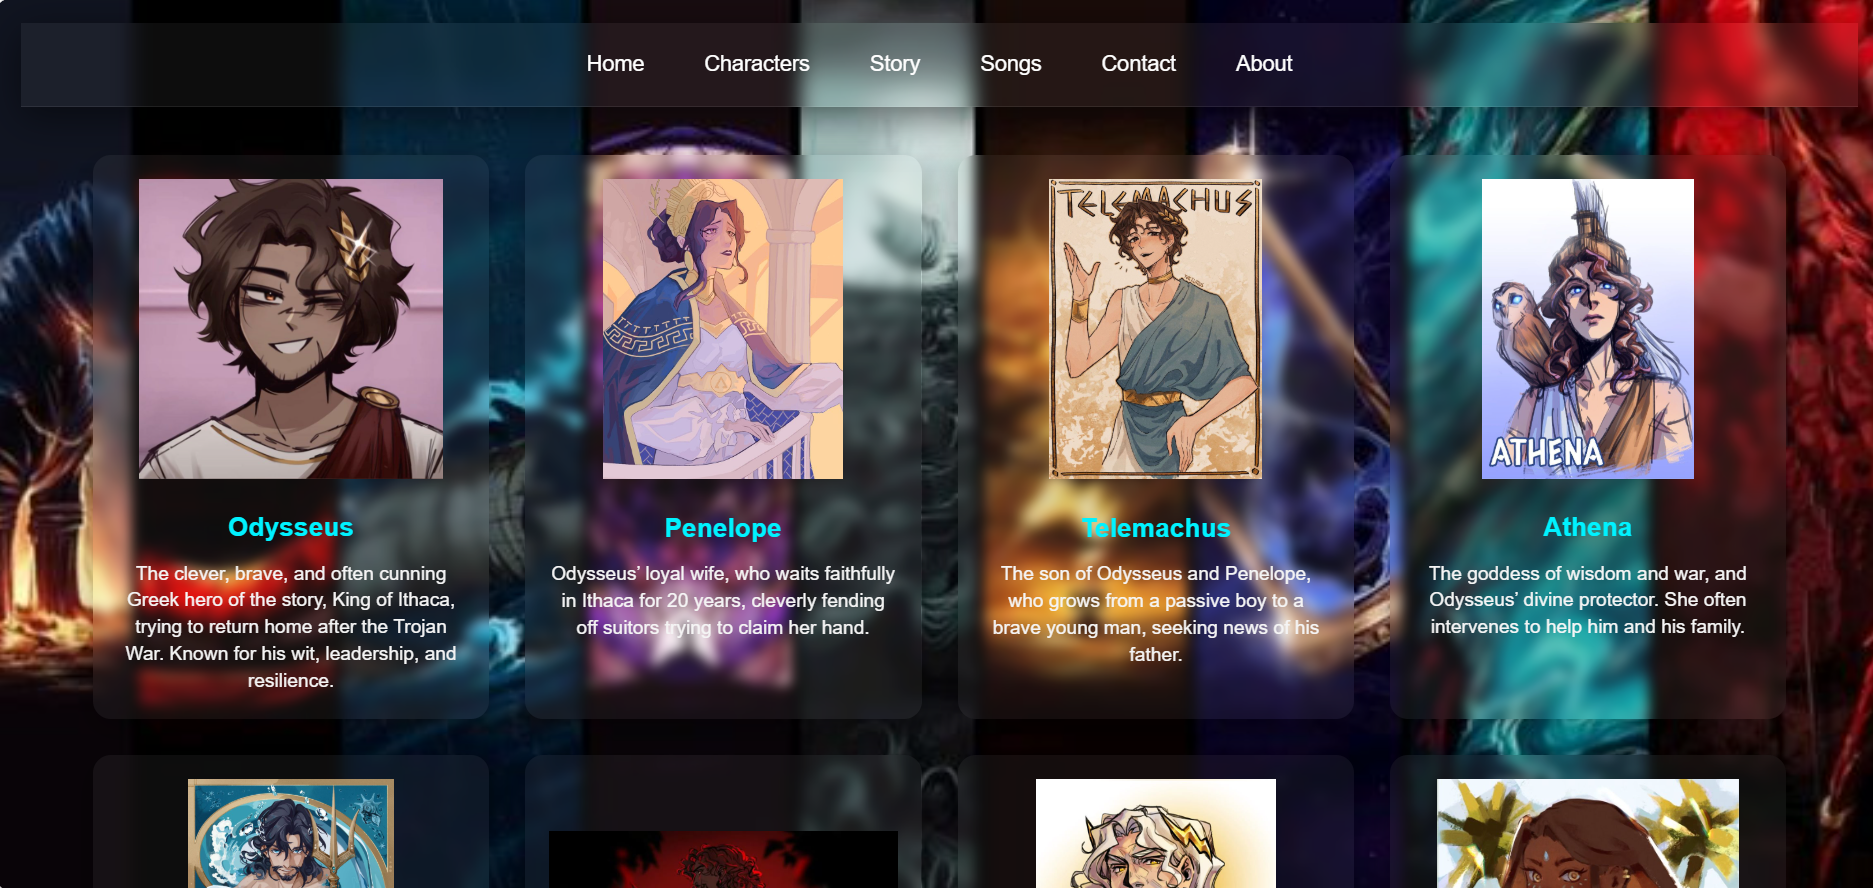 Home Characters Story Songs Contact About
TELEMACHUS
ATHENA
Odysseus
The clever, brave, and often cunning
Greek hero of the story, King of Ithaca,
trying to return home after the Trojan
War. Known for his wit, leadership, and
resilience.
Penelope
Odysseus’ loyal wife, who waits faithfully
in Ithaca for 20 years, cleverly fending
off suitors trying to claim her hand.
Telemachus
The son of Odysseus and Penelope,
who grows from a passive boy to a
brave young man, seeking news of his
father.
Athena
The goddess of wisdom and war, and
Odysseus’ divine protector. She often
intervenes to help him and his family.